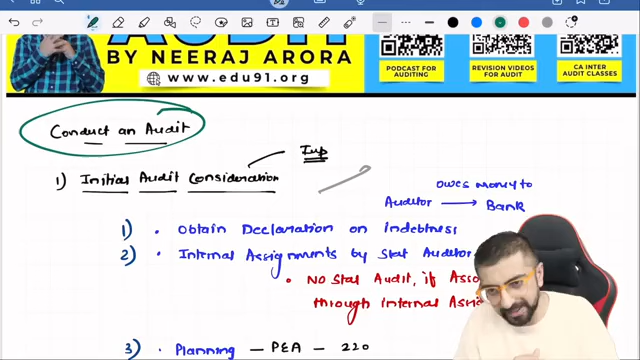 AUDIT
BY NEERAJ ARORA
www.edu91.org
PODCAST FOR AUDITING
REVISION VIDEOS FOR AUDIT
CA INTER AUDIT CLASSES
Conduct an Audit
Imp
1) Initial Audit Consideration
owes money to
Auditor → Bank
1) • Obtain Declaration on indebtness
2) • Internal Assignments by Stat Auditor
• No Stat Audit, if Asso
through Internal
3) • Planning — PEA — 220